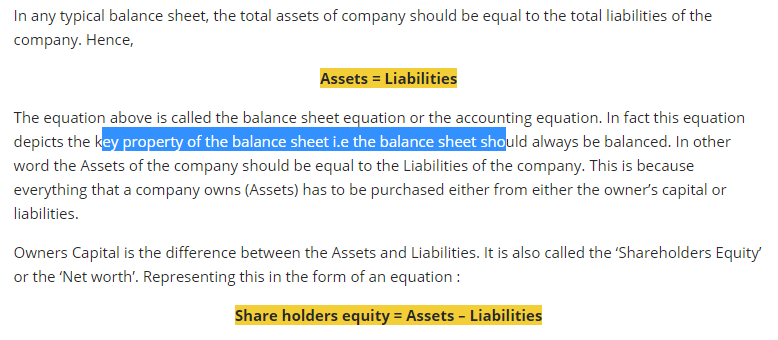 In any typical balance sheet, the total assets of company should be equal to the total liabilities of the
company. Hence,
Assets = Liabilities
The equation above is called the balance sheet equation or the accounting equation. In fact this equation
depicts the key property of the balance sheet i.e the balance sheet should always be balanced. In other
word the Assets of the company should be equal to the Liabilities of the company. This is because
everything that a company owns (Assets) has to be purchased either from either the owner’s capital or
liabilities.
Owners Capital is the difference between the Assets and Liabilities. It is also called the ‘Shareholders Equity’
or the ‘Net worth’. Representing this in the form of an equation :
Share holders equity = Assets – Liabilities